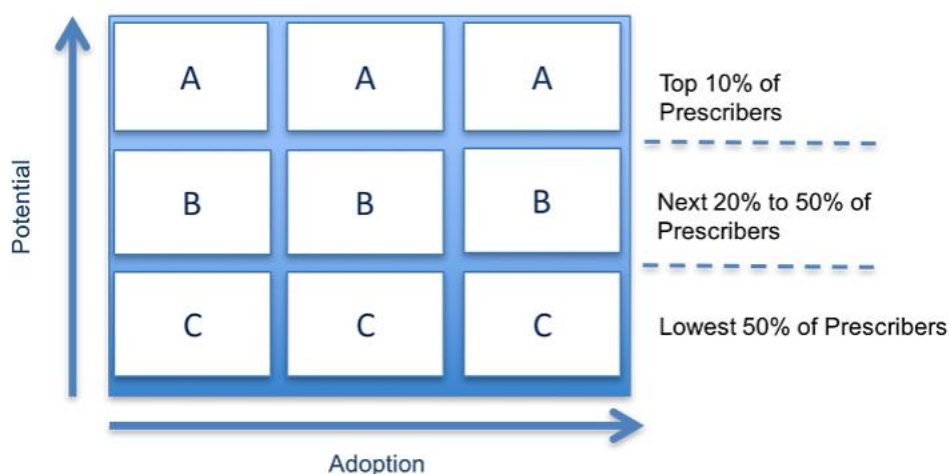 A A A
Top 10% of
Prescribers
Potential
B B B
Next 20% to 50% of
Prescribers
C C C
Lowest 50% of Prescribers
Adoption